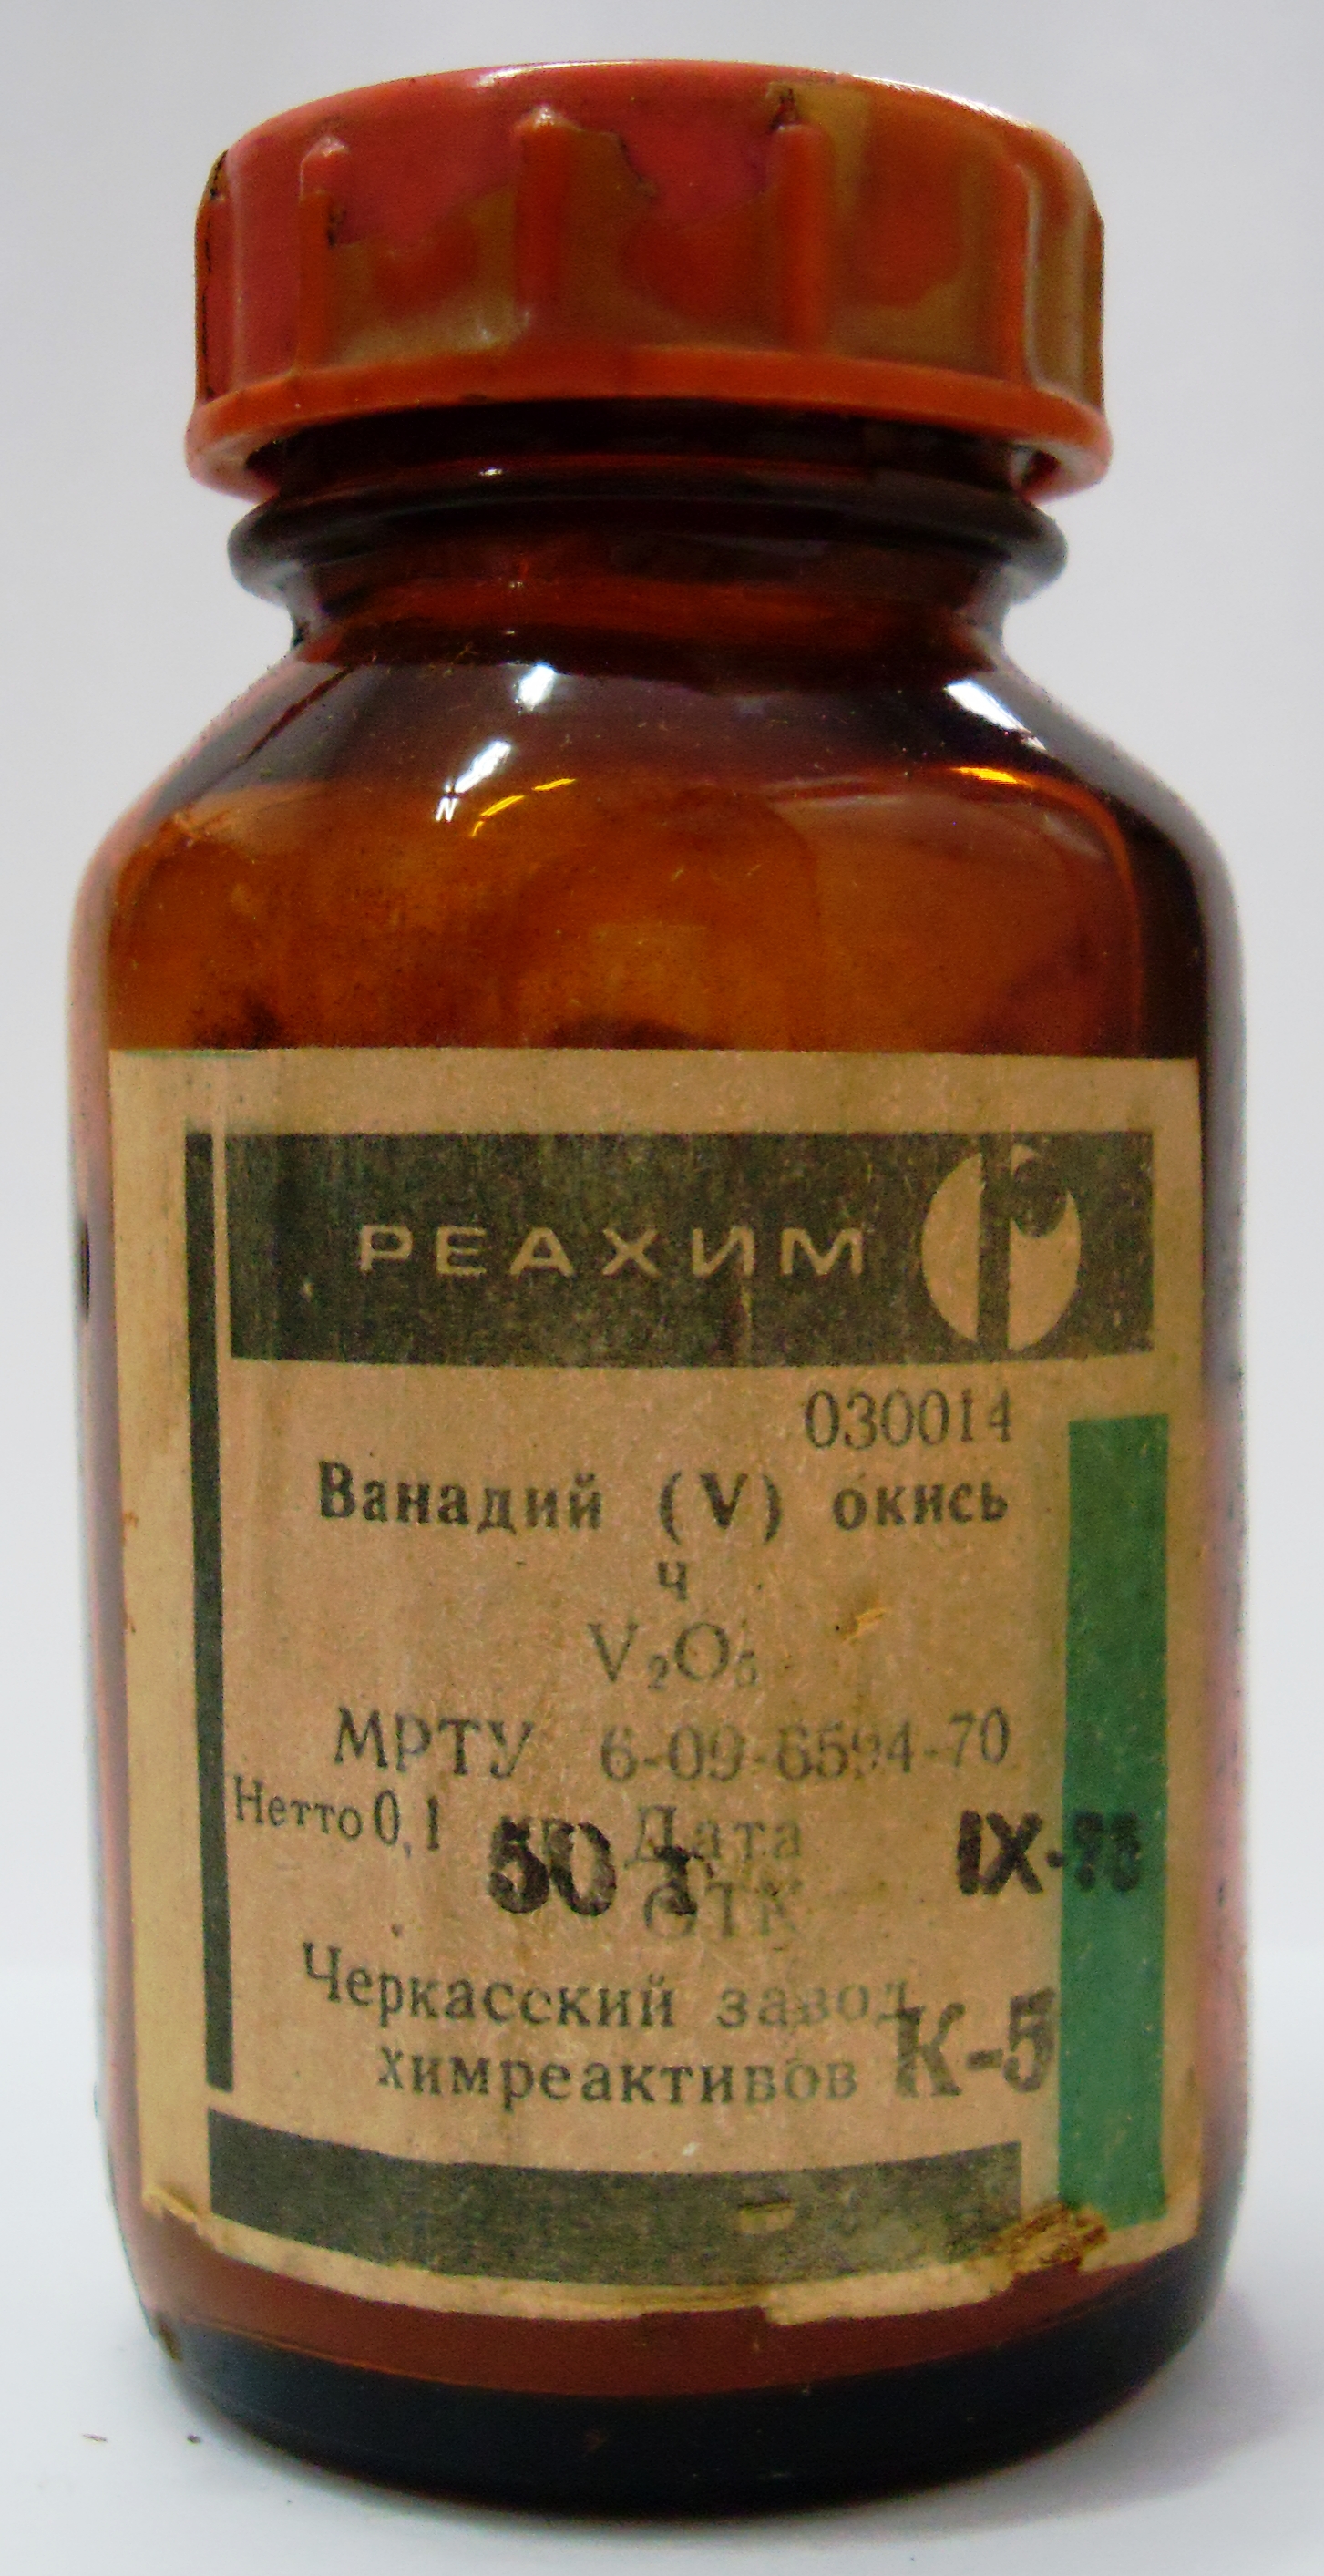 РЕАХИМ
030014
Ванадий (V) окись
ч
V₂O₅
МРТУ 6-09-6594-70
Нетто 0,1 50 г Дата
ОТК
Черкасский завод
химреактивов К-5